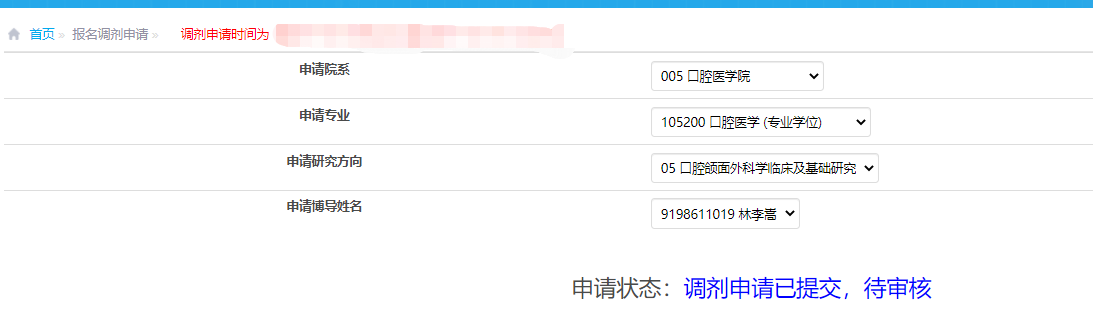 首页 » 报名调剂申请 » 调剂申请时间为
申请院系 005 口腔医学院
申请专业 105200 口腔医学 (专业学位)
申请研究方向 05 口腔颌面外科学临床及基础研究
申请博导姓名 9198611019 林李嵩
申请状态：调剂申请已提交，待审核